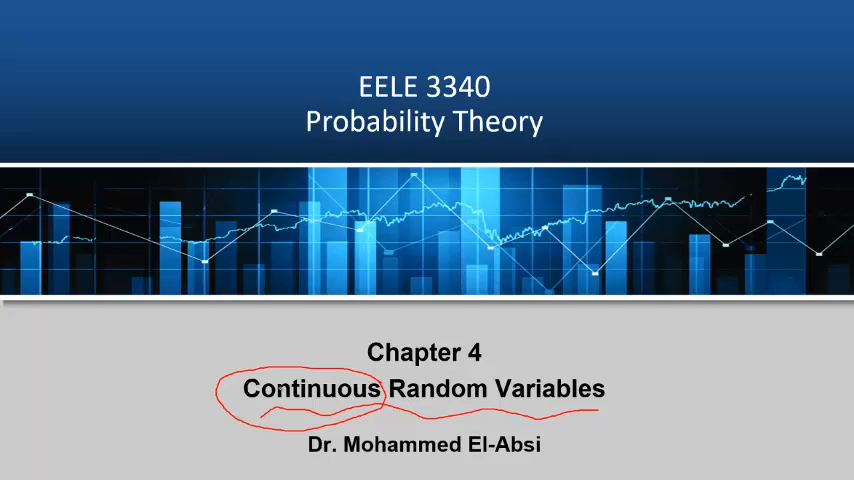 EELE 3340
Probability Theory
Chapter 4
Continuous Random Variables
Dr. Mohammed El-Absi